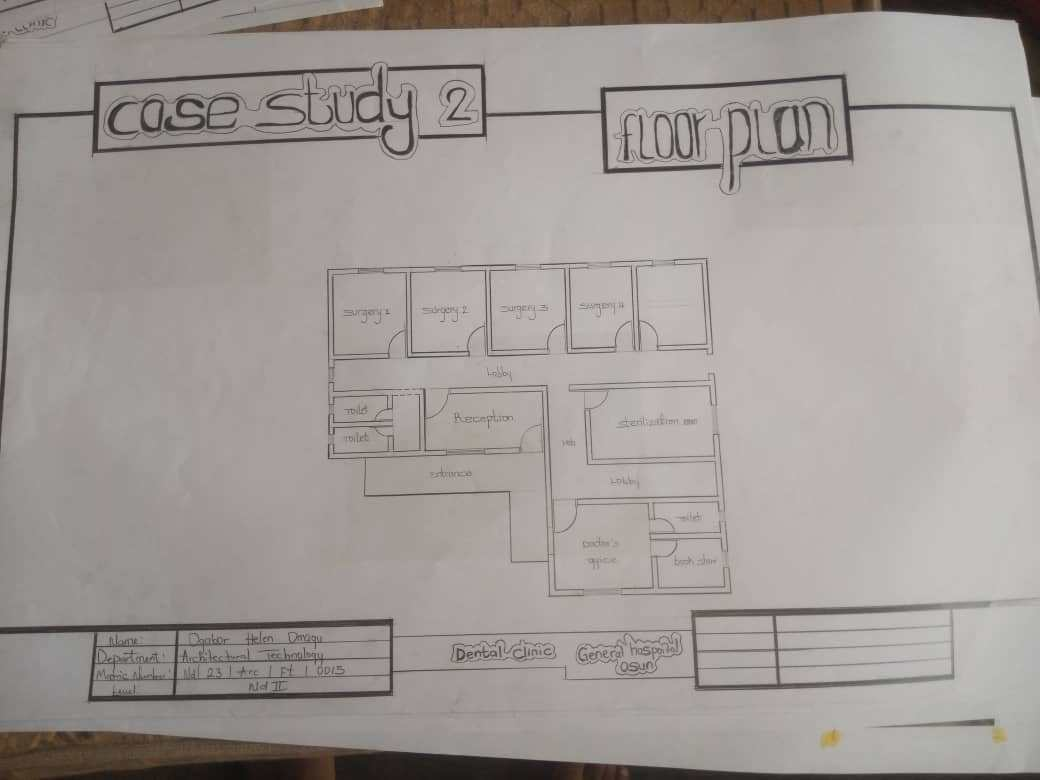 case study 2
floor plan
surgery 1
surgery 2
surgery 3
surgery 4
Lobby
Toilet
Toilet
Reception
sterilization room
Entrance
Lobby
Toilet
Doctor's
office
book store
Name: Ogabor Helen Omagu
Department: Architectural Technology
Matric Number: Nd/ 23 / Arc / Ft / 0015
Level: Nd II
Dental clinic
General hospital
osun